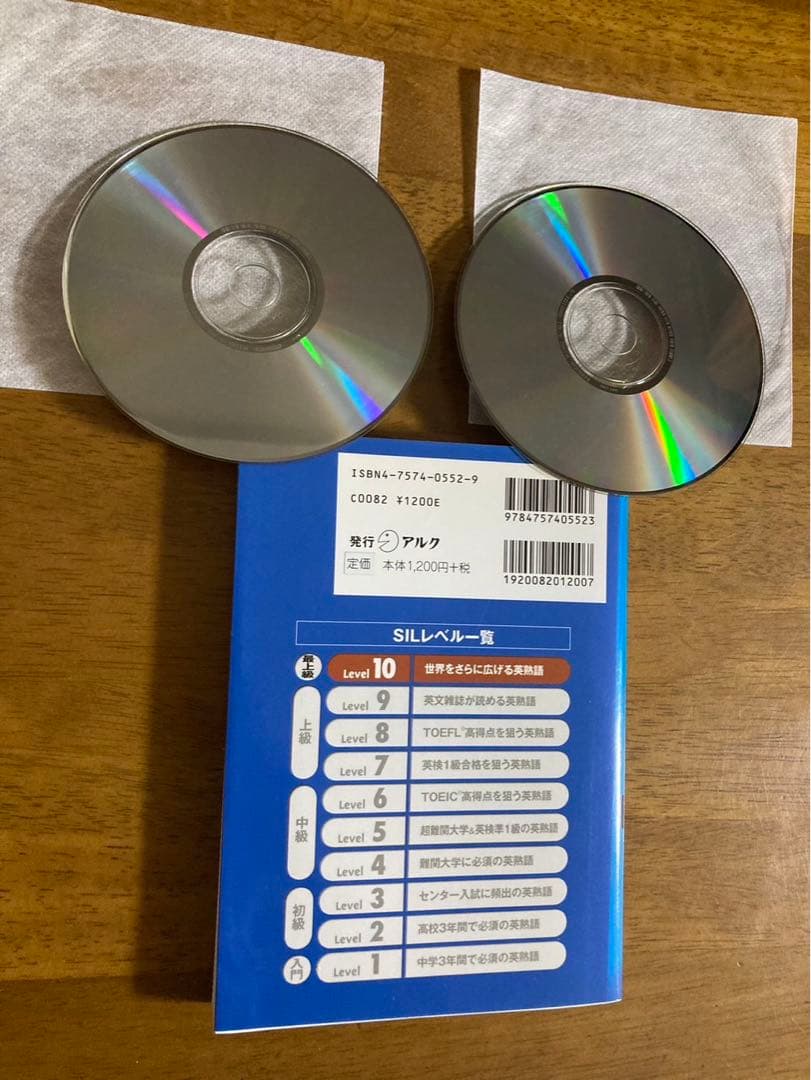 ISBN4-7574-0552-9
C0082 ¥1200E
9784757405523
発行 アルク
定価 本体1,200円+税
1920082012007
SILレベル一覧
最上級 Level 10 世界をさらに広げる英熟語
上級 Level 9 英文雑誌が読める英熟語
Level 8 TOEFL®高得点を狙う英熟語
Level 7 英検1級合格を狙う英熟語
中級 Level 6 TOEIC®高得点を狙う英熟語
Level 5 超難関大学&英検準1級の英熟語
Level 4 難関大学に必須の英熟語
初級 Level 3 センター入試に頻出の英熟語
Level 2 高校3年間で必須の英熟語
入門 Level 1 中学3年間で必須の英熟語